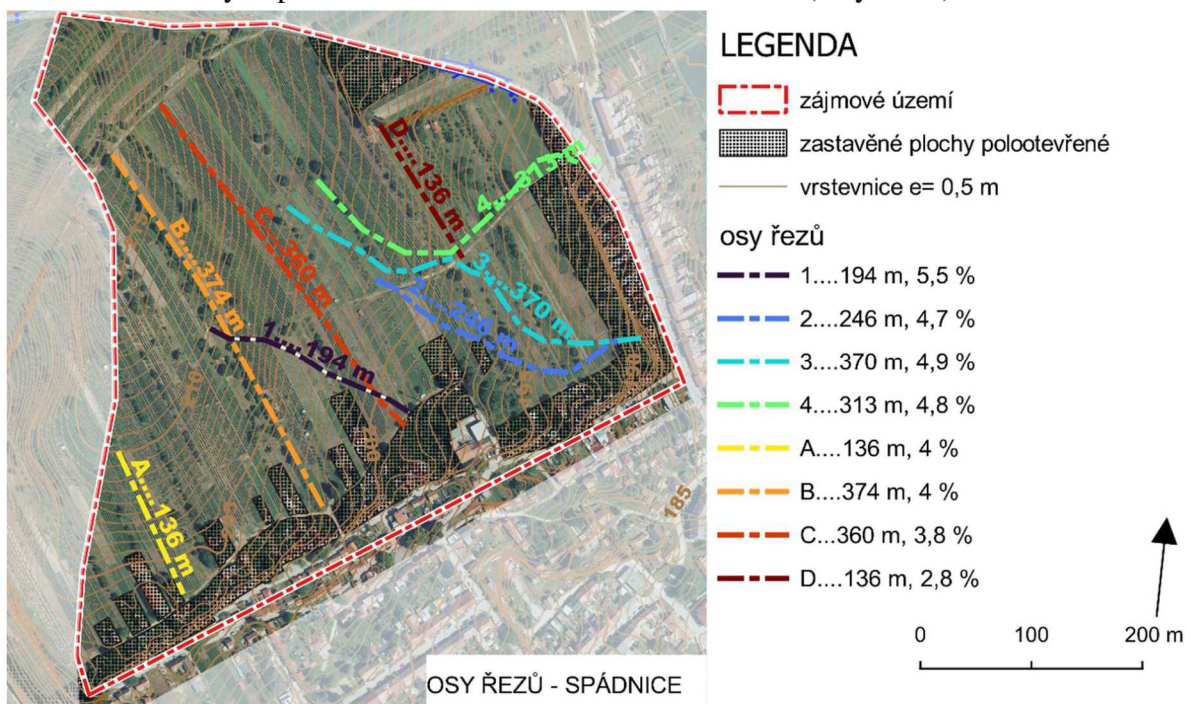 LEGENDA
zájmové území
zastavěné plochy polootevřené
vrstevnice e= 0,5 m
osy řezů
1....194 m, 5,5 %
2....246 m, 4,7 %
3....370 m, 4,9 %
4....313 m, 4,8 %
A....136 m, 4 %
B....374 m, 4 %
C...360 m, 3,8 %
D....136 m, 2,8 %
0 100 200 m
D....136 m
4....313 m
B....374 m
C...360 m
3....370 m
2....246 m
1....194 m
A....136 m
185
OSY ŘEZŮ - SPÁDNICE